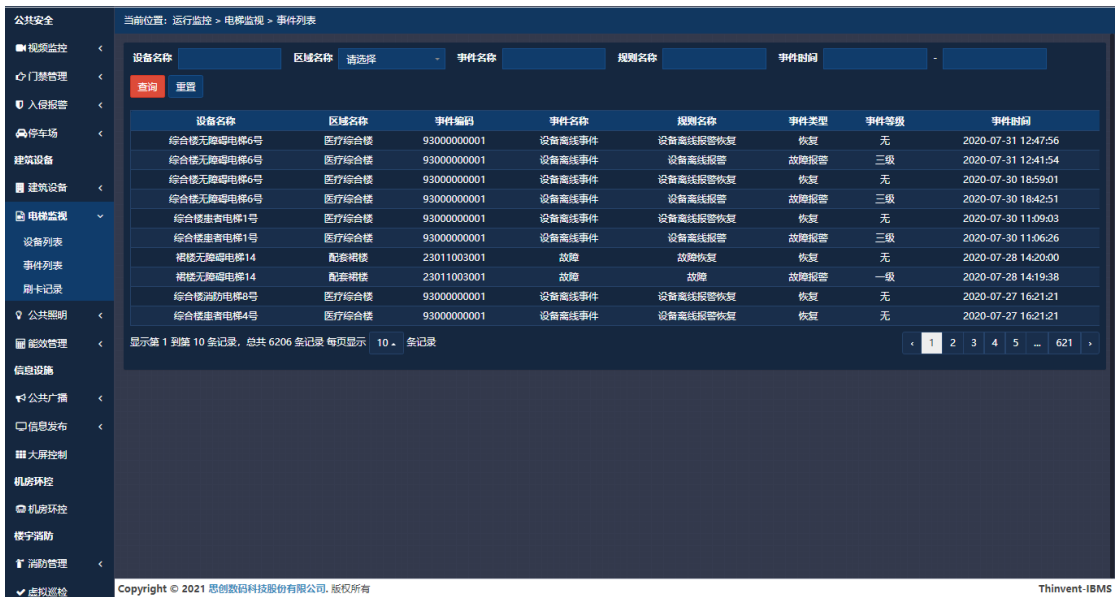 公共安全
视频监控
门禁管理
入侵报警
停车场
建筑设备
建筑设备
电梯监视
设备列表
事件列表
刷卡记录
公共照明
能效管理
信息设施
公共广播
信息发布
大屏控制
机房环控
机房环控
楼宇消防
消防管理
虚拟巡检
当前位置：运行监控 > 电梯监视 > 事件列表
设备名称 区域名称 请选择 事件名称 规则名称 事件时间 -
查询 重置
设备名称 区域名称 事件编码 事件名称 规则名称 事件类型 事件等级 事件时间
综合楼无障碍电梯6号 医疗综合楼 93000000001 设备离线事件 设备离线报警恢复 恢复 无 2020-07-31 12:47:56
综合楼无障碍电梯6号 医疗综合楼 93000000001 设备离线事件 设备离线报警 故障报警 三级 2020-07-31 12:41:54
综合楼无障碍电梯6号 医疗综合楼 93000000001 设备离线事件 设备离线报警恢复 恢复 无 2020-07-30 18:59:01
综合楼无障碍电梯6号 医疗综合楼 93000000001 设备离线事件 设备离线报警 故障报警 三级 2020-07-30 18:42:51
综合楼患者电梯1号 医疗综合楼 93000000001 设备离线事件 设备离线报警恢复 恢复 无 2020-07-30 11:09:03
综合楼患者电梯1号 医疗综合楼 93000000001 设备离线事件 设备离线报警 故障报警 三级 2020-07-30 11:06:26
裙楼无障碍电梯14 配套裙楼 23011003001 故障 故障恢复 恢复 无 2020-07-28 14:20:00
裙楼无障碍电梯14 配套裙楼 23011003001 故障 故障 故障报警 一级 2020-07-28 14:19:38
综合楼消防电梯8号 医疗综合楼 93000000001 设备离线事件 设备离线报警恢复 恢复 无 2020-07-27 16:21:21
综合楼患者电梯4号 医疗综合楼 93000000001 设备离线事件 设备离线报警恢复 恢复 无 2020-07-27 16:21:21
显示第 1 到第 10 条记录，总共 6206 条记录 每页显示 10 条记录 ‹ 1 2 3 4 5 ... 621 ›
Copyright © 2021 思创数码科技股份有限公司. 版权所有 Thinvent-IBMS